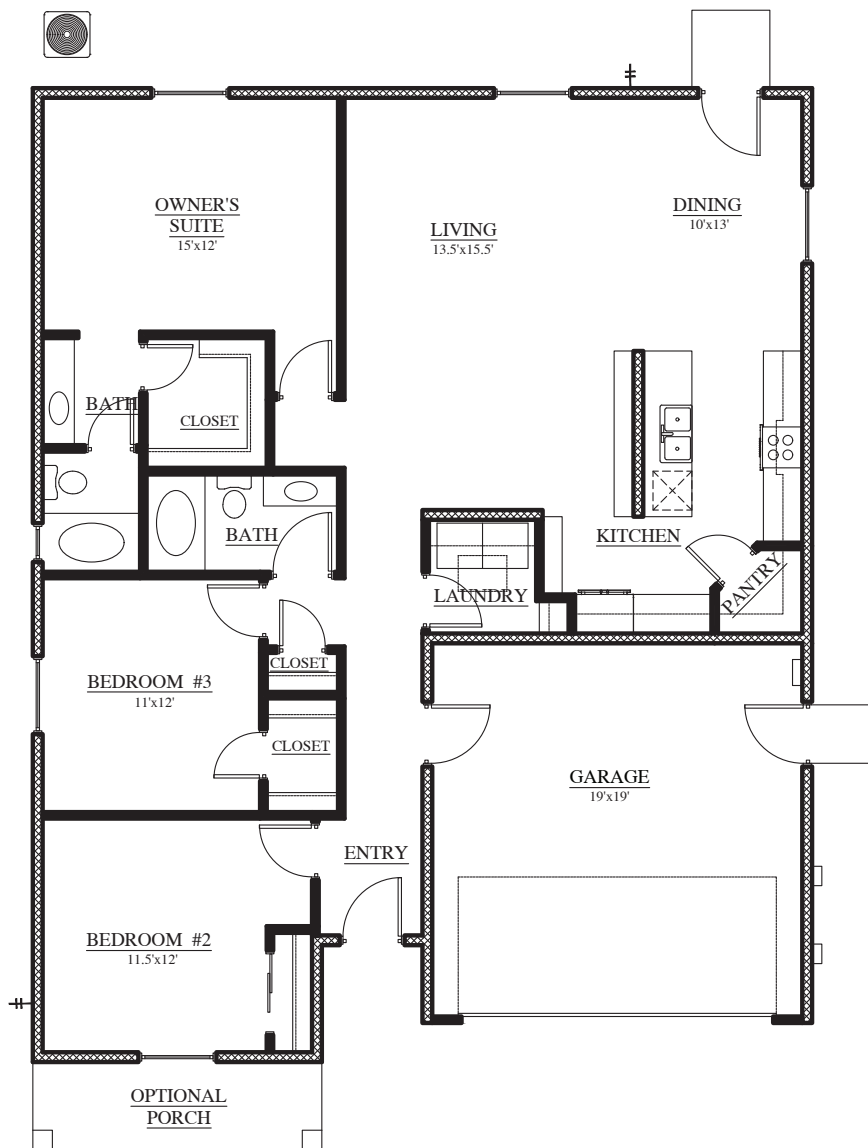 OWNER'S
SUITE
15'x12'
LIVING
13.5'x15.5'
DINING
10'x13'
BATH
CLOSET
BATH
KITCHEN
PANTRY
LAUNDRY
CLOSET
BEDROOM #3
11'x12'
CLOSET
GARAGE
19'x19'
ENTRY
BEDROOM #2
11.5'x12'
OPTIONAL
PORCH